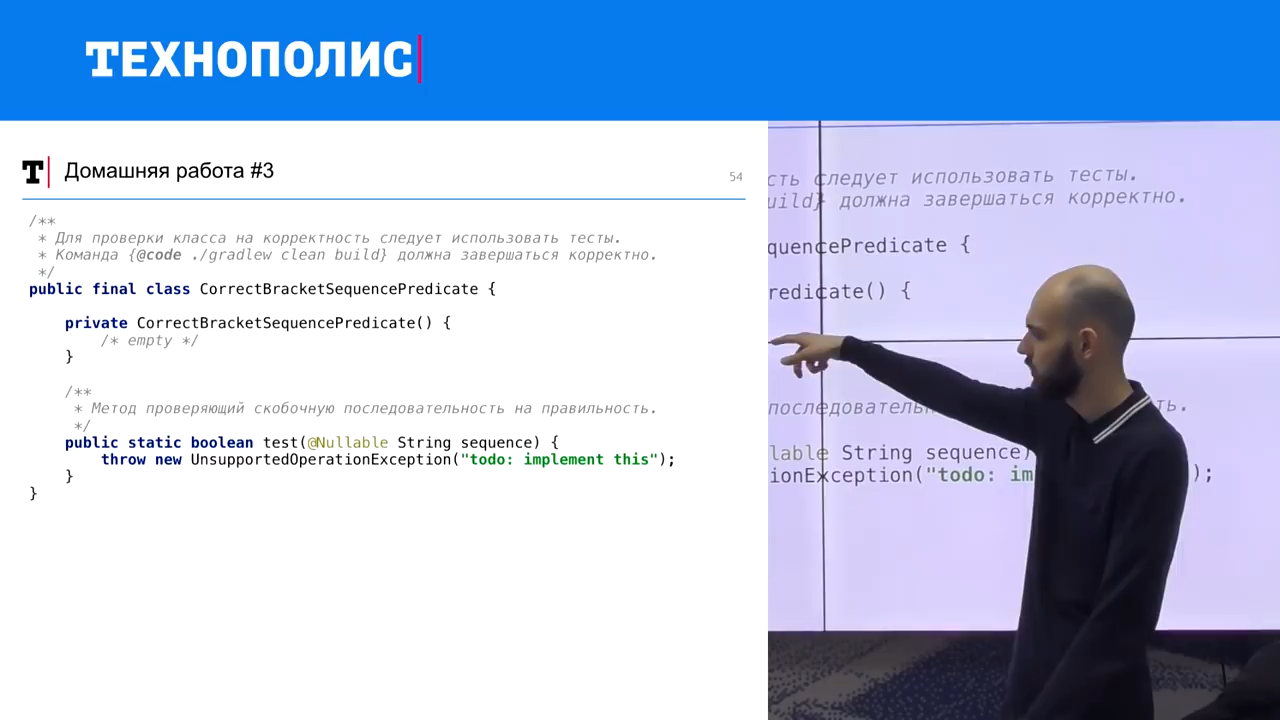 ТЕХНОПОЛИС
Т Домашняя работа #3
54
/**
* Для проверки класса на корректность следует использовать тесты.
* Команда {@code ./gradlew clean build} должна завершаться корректно.
*/
public final class CorrectBracketSequencePredicate {
private CorrectBracketSequencePredicate() {
/* empty */
}
/**
* Метод проверяющий скобочную последовательность на правильность.
*/
public static boolean test(@Nullable String sequence) {
throw new UnsupportedOperationException("todo: implement this");
}
}
сть следует использовать тесты.
uild} должна завершаться корректно.
quencePredicate {
redicate() {
последовательн ть.
lable String sequence)
ionException("todo: im );